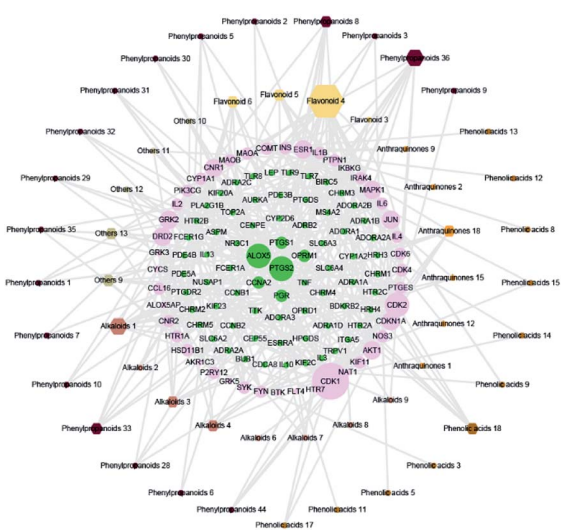 Phenylpropanoids 2
Phenylpropanoids 8
Phenylpropanoids 5
Phenylpropanoids 3
Phenylpropanoids 30
Phenylpropanoids 36
Phenylpropanoids 31
Flavonoid 6
Flavonoid 5
Flavonoid 4
Phenylpropanoids 9
Others 10
Flavonoid 3
Phenylpropanoids 32
Phenolic acids 13
Others 11
MAOA
COMT
INS
ESR1
IL1B
Anthraquinones 9
MAOB
PTPN1
CNR1
LEP
TLR9
IKBKG
Phenylpropanoids 29
CYP1A1
TLR8
TLR7
IRAK4
Phenolic acids 12
Others 12
ADRA2C
BIRC5
Anthraquinones 2
PIK3CG
KIF20A
PDE3B
CHRM3
MAPK1
AURKA
PTGDS
IL2
PLA2G1B
ADORA2B
IL6
TOP2A
MS4A2
GRK2
HTR2B
CYP2D6
ADRA1B
JUN
Phenylpropanoids 35
Others 13
CENPE
ADRB2
ADORA1
Anthraquinones 18
Phenolic acids 8
DRD2
FCER1G
ASPM
ADORA2A
IL4
NR3C1
PTGS1
SLC6A3
GRK3
PDE4B
IL13
ALOX5
OPRM1
CYP1A2
HRH3
CDK6
CYCS
FCER1A
PTGS2
SLC6A4
CHRM1
CDK4
Phenylpropanoids 1
Others 9
PDE5A
Anthraquinones 15
Phenolic acids 15
CCL16
NUSAP1
CCNA2
TNF
ADRA1A
PTGES
PTGDR2
CCNB1
PGR
CHRM4
HTR2C
ALOX5AP
CHRM2
KIF23
BDKRB2
HRH4
CDK2
TTK
OPRD1
Alkaloids 1
CNR2
CHRM5
CCNB2
ADORA3
ADRA1D
HTR2A
CDKN1A
Anthraquinones 12
Phenylpropanoids 7
HTR1A
SLC6A2
CEP55
HPGDS
ITGA5
NOS3
Phenolic acids 14
ESRRA
HSD11B1
ADRA2A
TRPV1
AKT1
Alkaloids 2
AKR1C3
BUB1
CDCA8
IL10
KIF2C
IL3
KIF11
Anthraquinones 1
P2RY12
NAT1
Phenylpropanoids 10
GRK5
CDK1
Phenolic acids 9
SYK
FYN
BTK
FLT4
HTR7
Alkaloids 3
Alkaloids 9
Phenylpropanoids 33
Alkaloids 4
Alkaloids 8
Phenolic acids 18
Alkaloids 6
Alkaloids 7
Phenylpropanoids 28
Phenolic acids 3
Phenylpropanoids 6
Phenolic acids 5
Phenylpropanoids 44
Phenolic acids 11
Phenolic acids 17